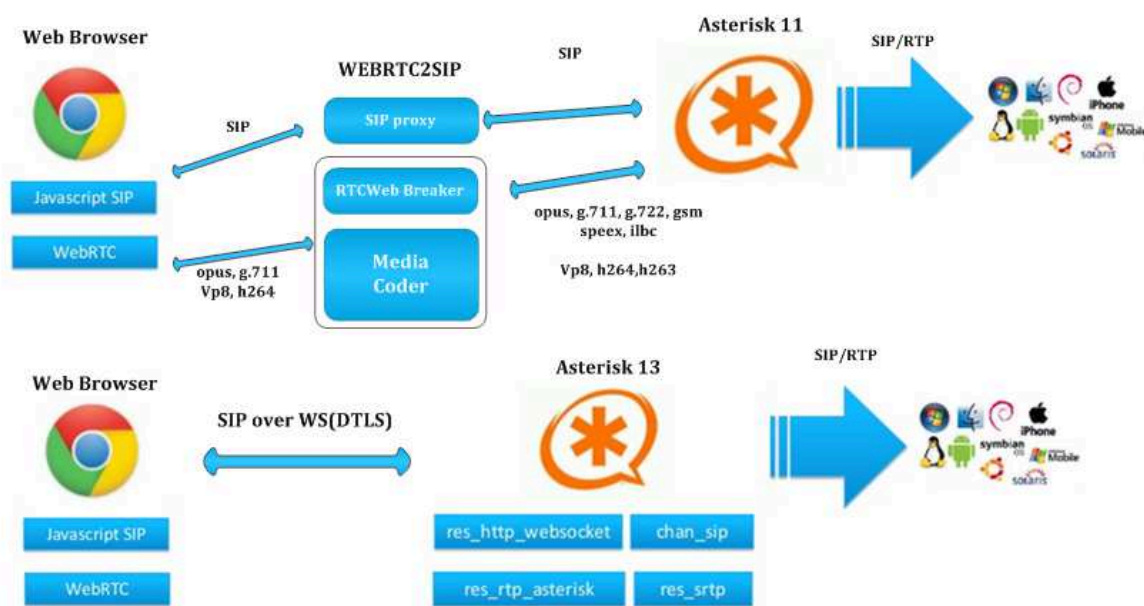 Asterisk 11
Web Browser
SIP/RTP
SIP
WEBRTC2SIP
SIP proxy
SIP
iPhone
symbian
OS
Mobile
solaris
Javascript SIP
RTCWeb Breaker
opus, g.711, g.722, gsm
speex, ilbc
WebRTC
Media
Coder
opus, g.711
Vp8, h264
Vp8, h264,h263
SIP/RTP
Asterisk 13
Web Browser
SIP over WS(DTLS)
iPhone
symbian
OS
Mobile
solaris
Javascript SIP
res_http_websocket
chan_sip
WebRTC
res_rtp_asterisk
res_srtp